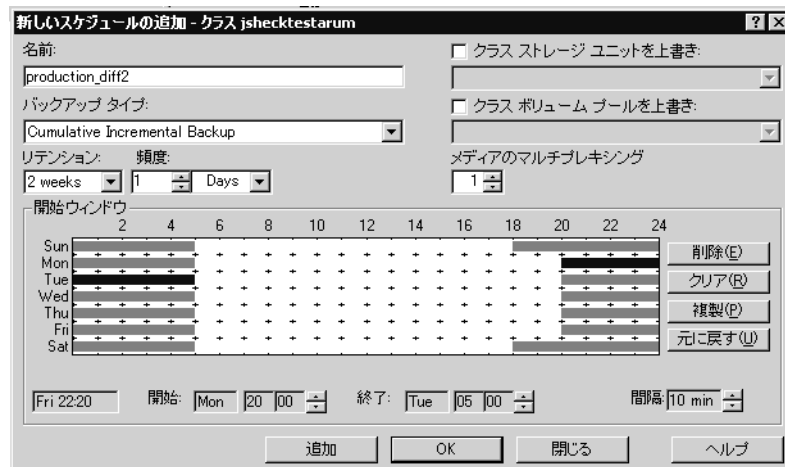 新しいスケジュールの追加 - クラス jshecktestarum
名前:
production_diff2
バックアップ タイプ:
Cumulative Incremental Backup
リテンション: 頻度:
2 weeks 1 Days
クラス ストレージ ユニットを上書き:
クラス ボリューム プールを上書き:
メディアのマルチプレキシング
1
開始ウィンドウ
2 4 6 8 10 12 14 16 18 20 22 24
Sun
Mon
Tue
Wed
Thu
Fri
Sat
削除(E)
クリア(R)
複製(P)
元に戻す(U)
Fri 22:20 開始: Mon 20 00 終了: Tue 05 00 間隔: 10 min
追加 OK 閉じる ヘルプ